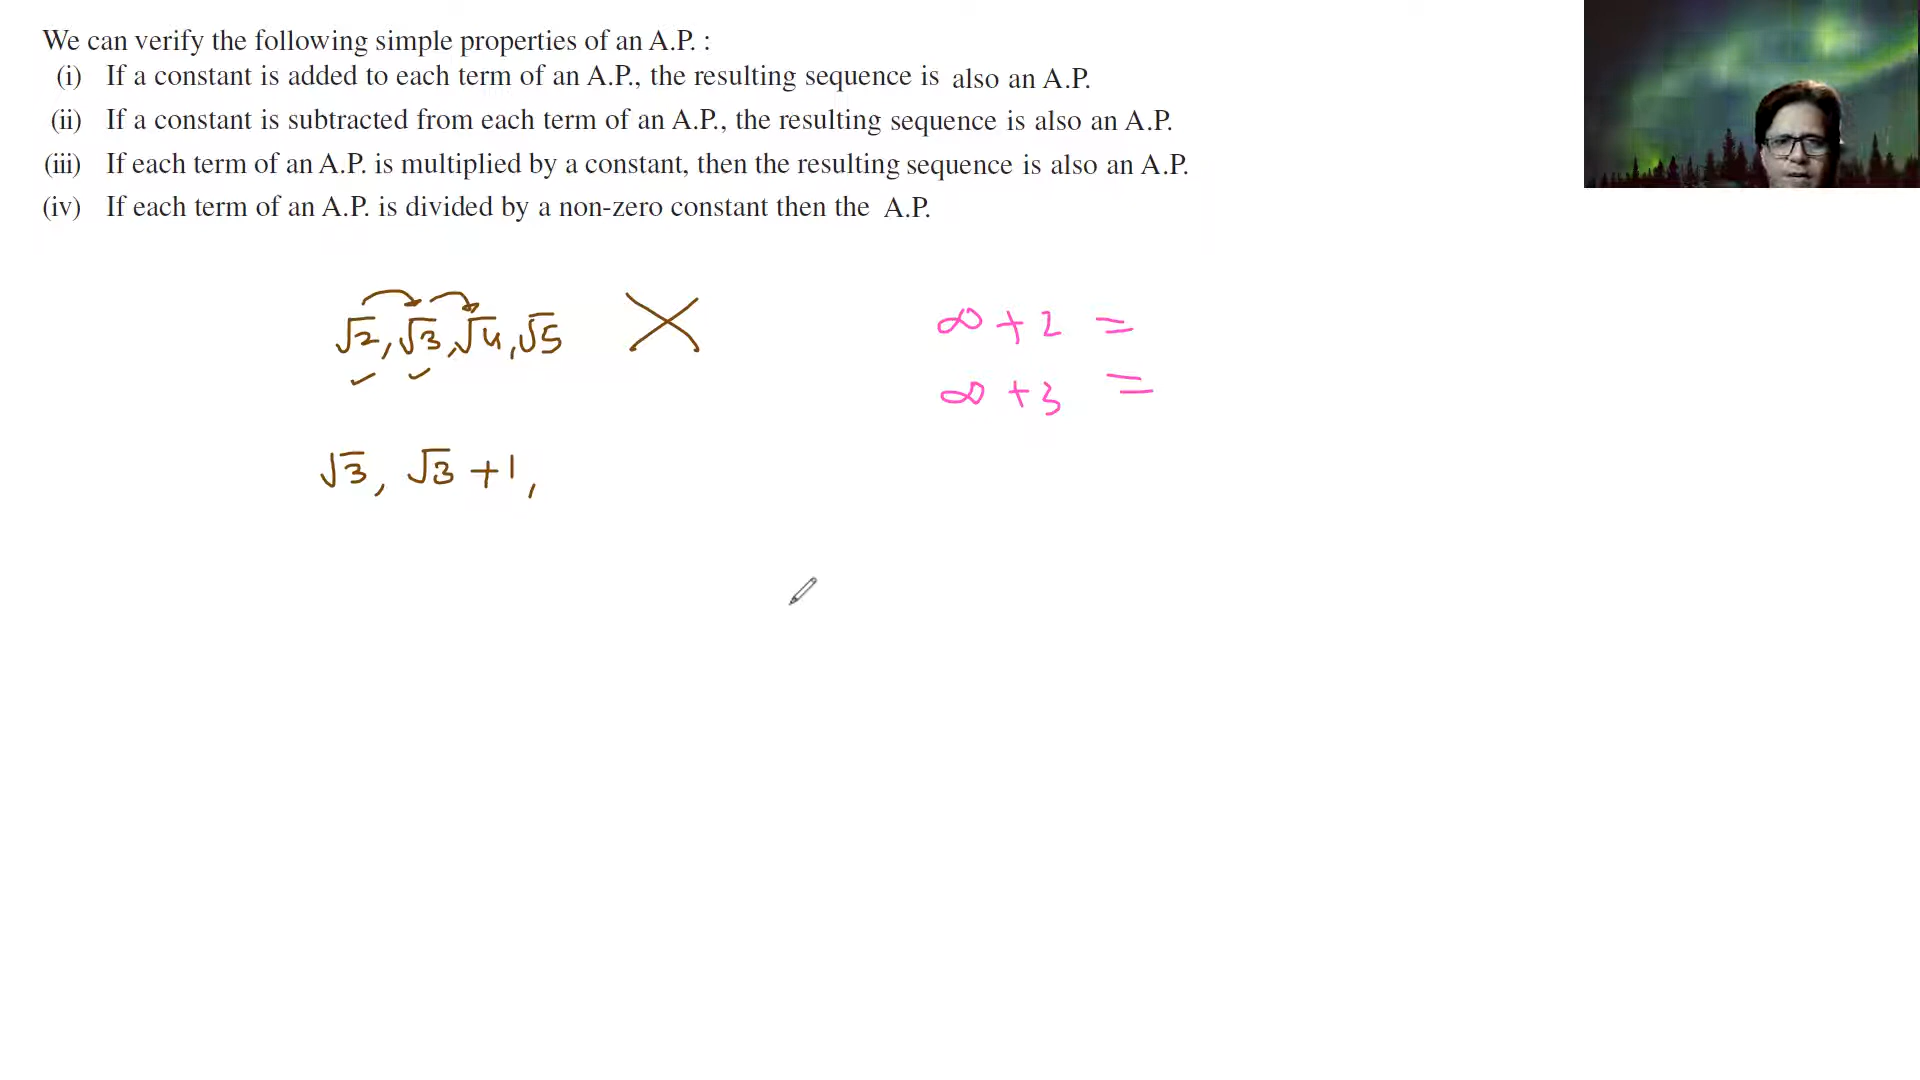 We can verify the following simple properties of an A.P. :
(i) If a constant is added to each term of an A.P., the resulting sequence is also an A.P.
(ii) If a constant is subtracted from each term of an A.P., the resulting sequence is also an A.P.
(iii) If each term of an A.P. is multiplied by a constant, then the resulting sequence is also an A.P.
(iv) If each term of an A.P. is divided by a non-zero constant then the A.P.
√2, √3, √4, √5
∞ + 2 =
∞ + 3 =
√3, √3 + 1,